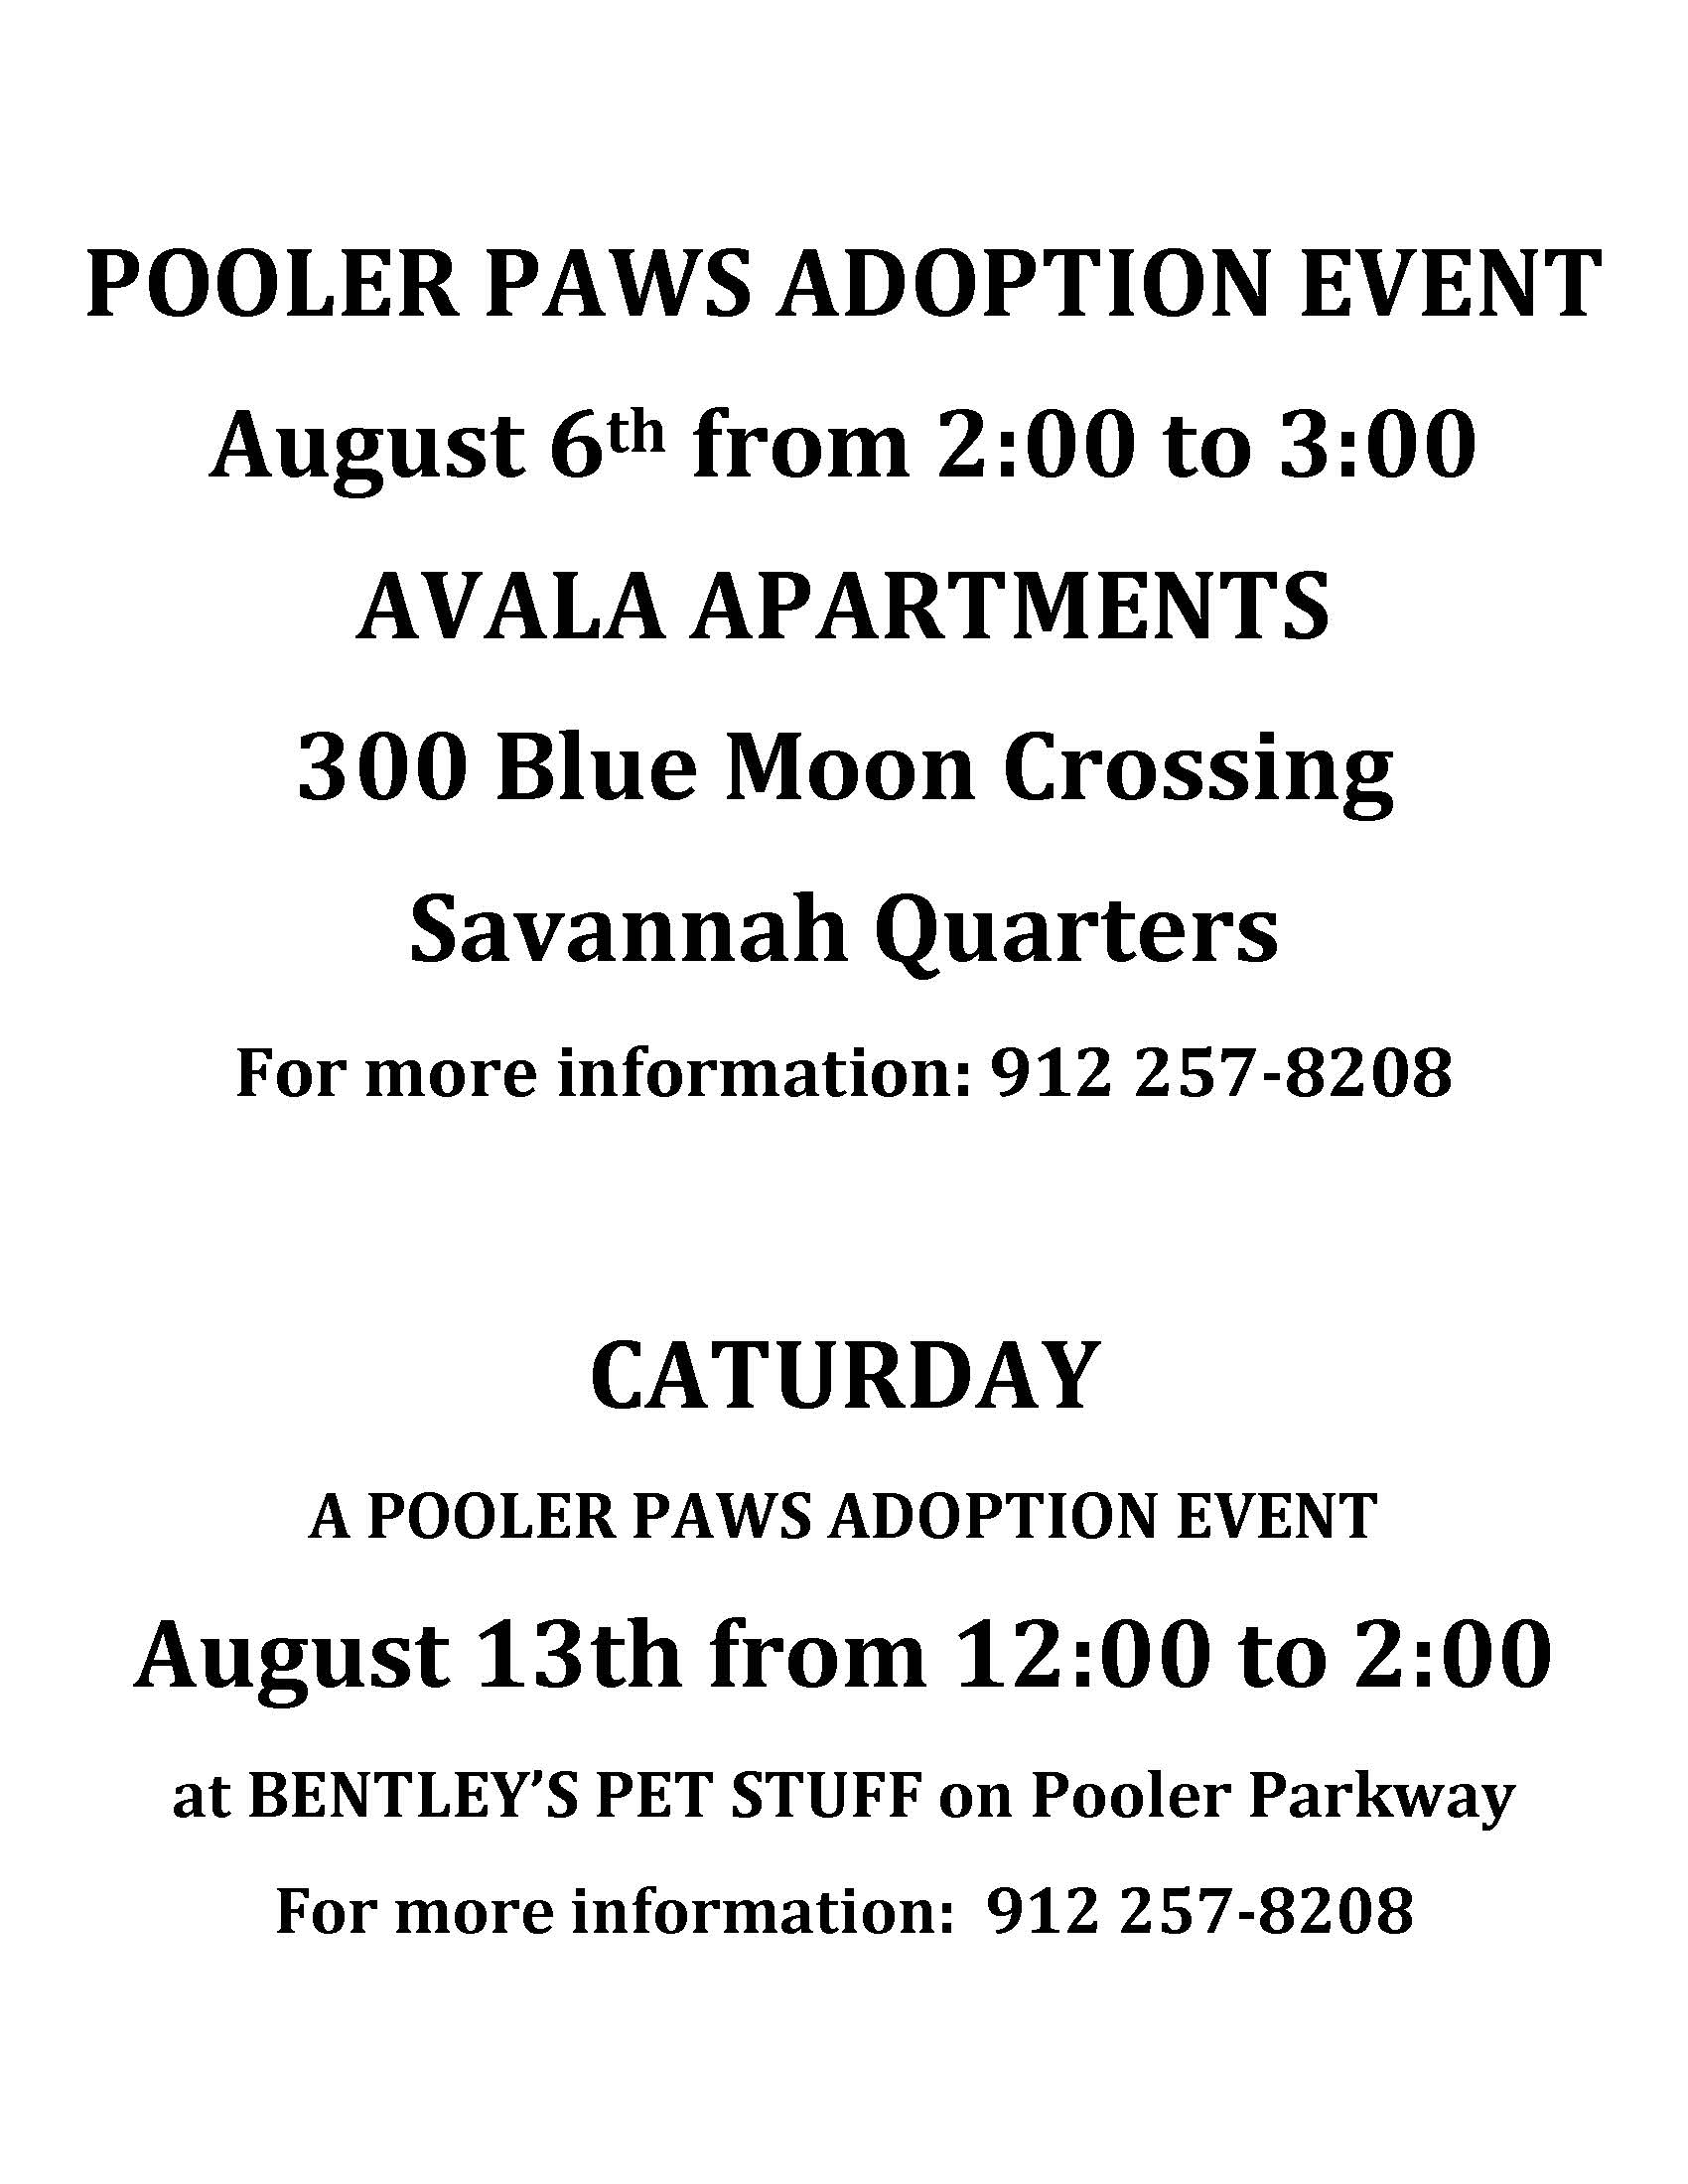 POOLER PAWS ADOPTION EVENT
August 6th from 2:00 to 3:00
AVALA APARTMENTS
300 Blue Moon Crossing
Savannah Quarters
For more information: 912 257-8208
CATURDAY
A POOLER PAWS ADOPTION EVENT
August 13th from 12:00 to 2:00
at BENTLEY’S PET STUFF on Pooler Parkway
For more information:  912 257-8208